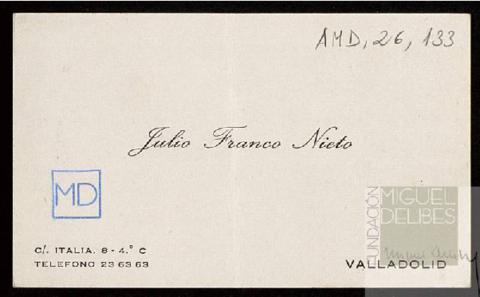 AMD, 26, 133
Julio Franco Nieto
MD
FUNDACIÓN
MIGUEL
DELIBES
C/. ITALIA. 8 - 4.° C
TELEFONO 23 63 63
VALLADOLID